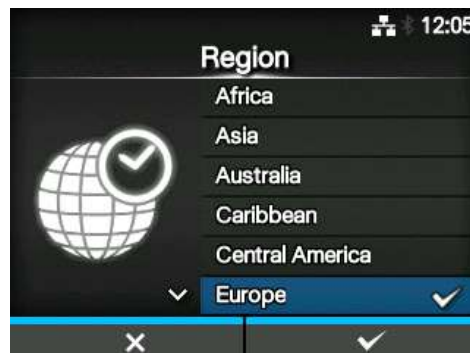 12:05
Region
Africa
Asia
Australia
Caribbean
Central America
Europe